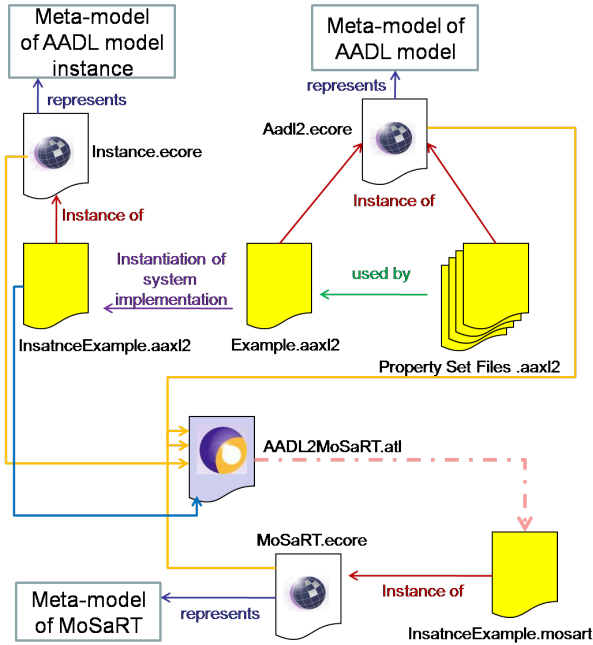 Meta-model
of AADL model
instance
Meta-model of
AADL model
represents
represents
Instance.ecore
Aadl2.ecore
Instance of
Instance of
Instantiation of
system
implementation
used by
InsatnceExample.aaxl2
Example.aaxl2
Property Set Files .aaxl2
AADL2MoSaRT.atl
MoSaRT.ecore
Meta-model
of MoSaRT
represents
Instance of
InsatnceExample.mosart